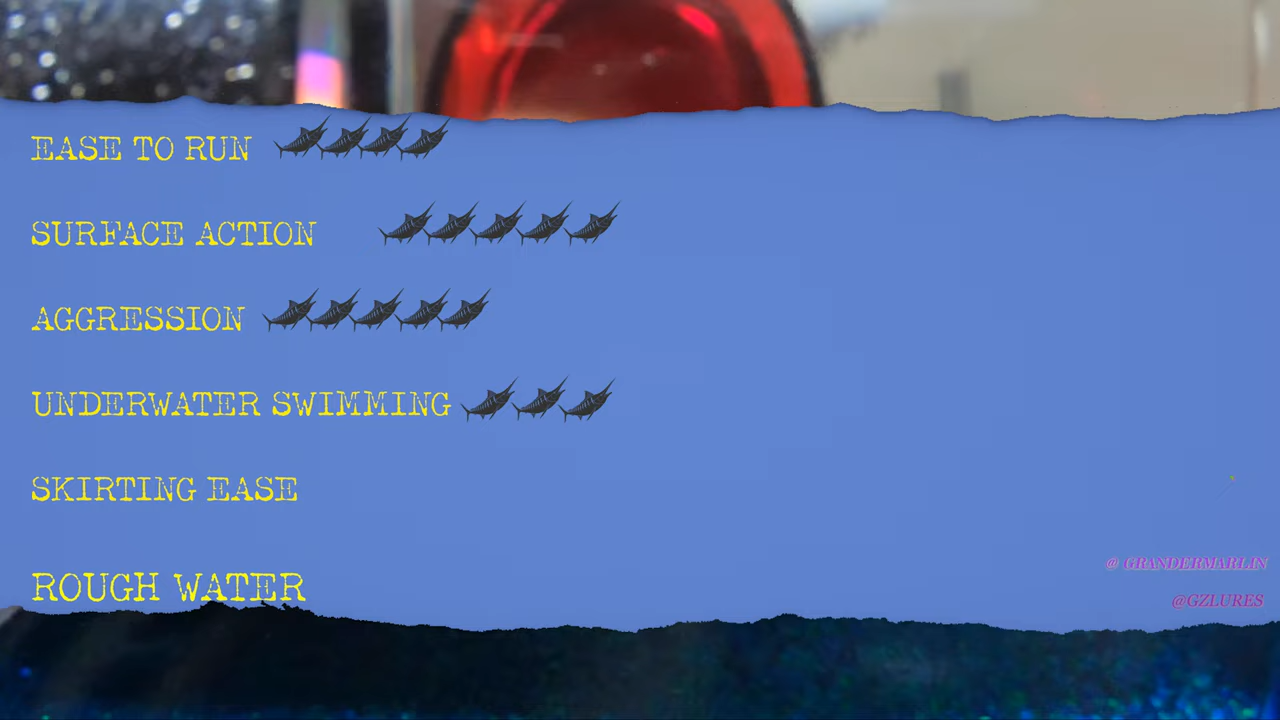 EASE TO RUN
SURFACE ACTION
AGGRESSION
UNDERWATER SWIMMING
SKIRTING EASE
ROUGH WATER
@ GRANDERMARLIN
@GZLURES